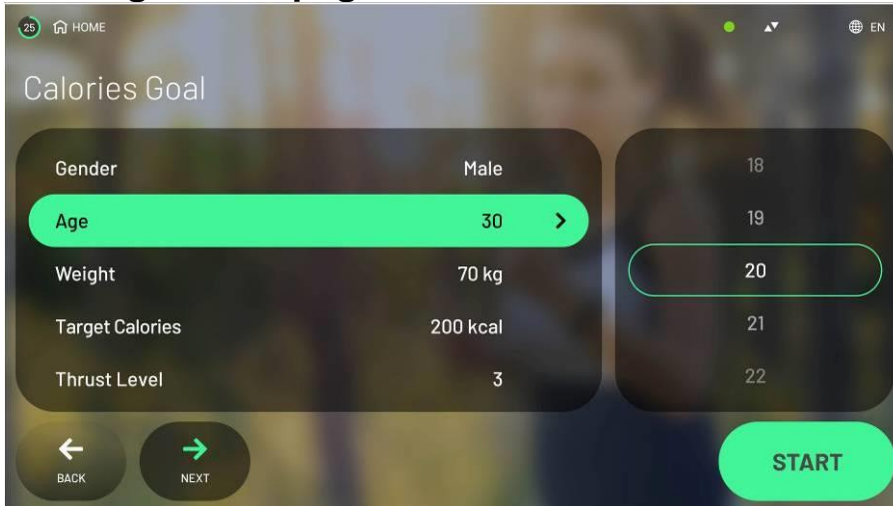 25 HOME EN
Calories Goal
Gender Male
Age 30
Weight 70 kg
Target Calories 200 kcal
Thrust Level 3
18
19
20
21
22
BACK
NEXT
START